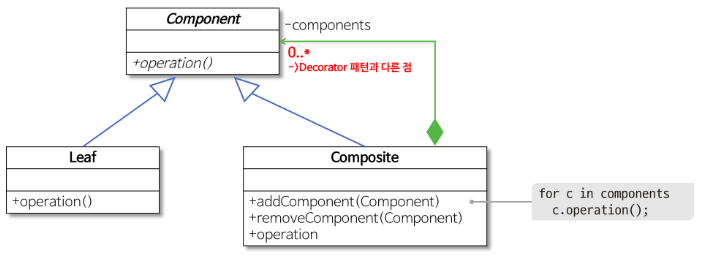 Component
-components
+operation()
0..*
->Decorator 패턴과 다른 점
Leaf
+operation()
Composite
+addComponent(Component)
+removeComponent(Component)
+operation
for c in components
c.operation();